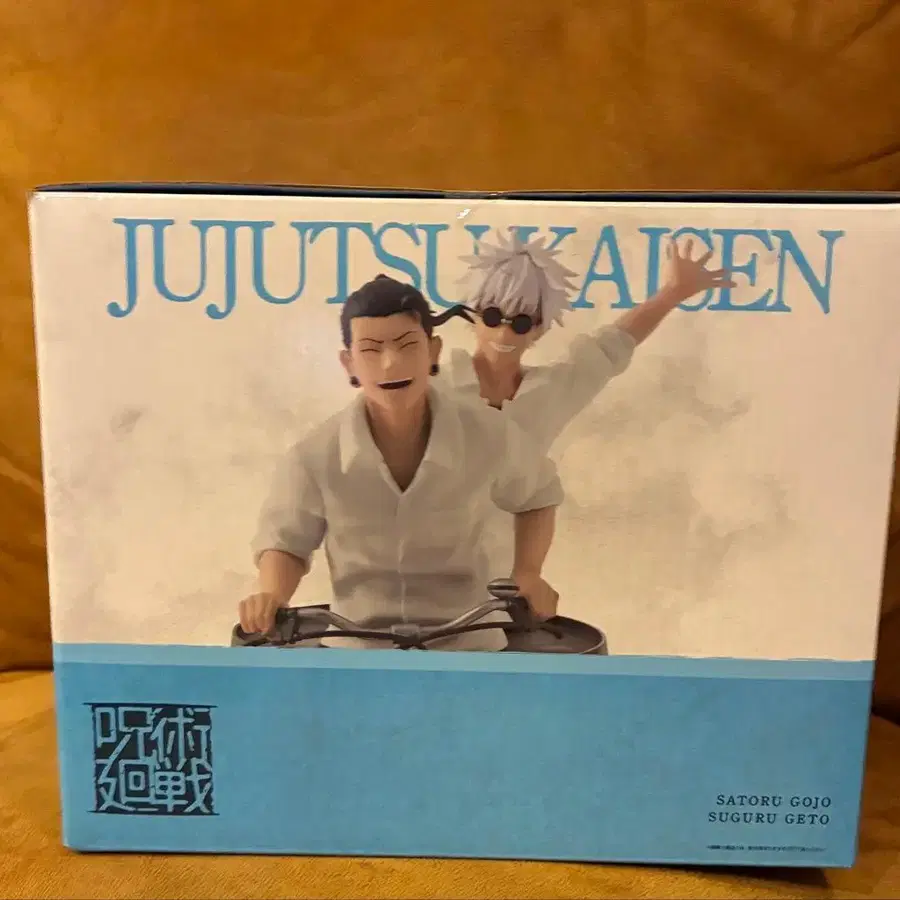 JUJUTSU KAISEN
呪術
廻戦
SATORU GOJO
SUGURU GETO